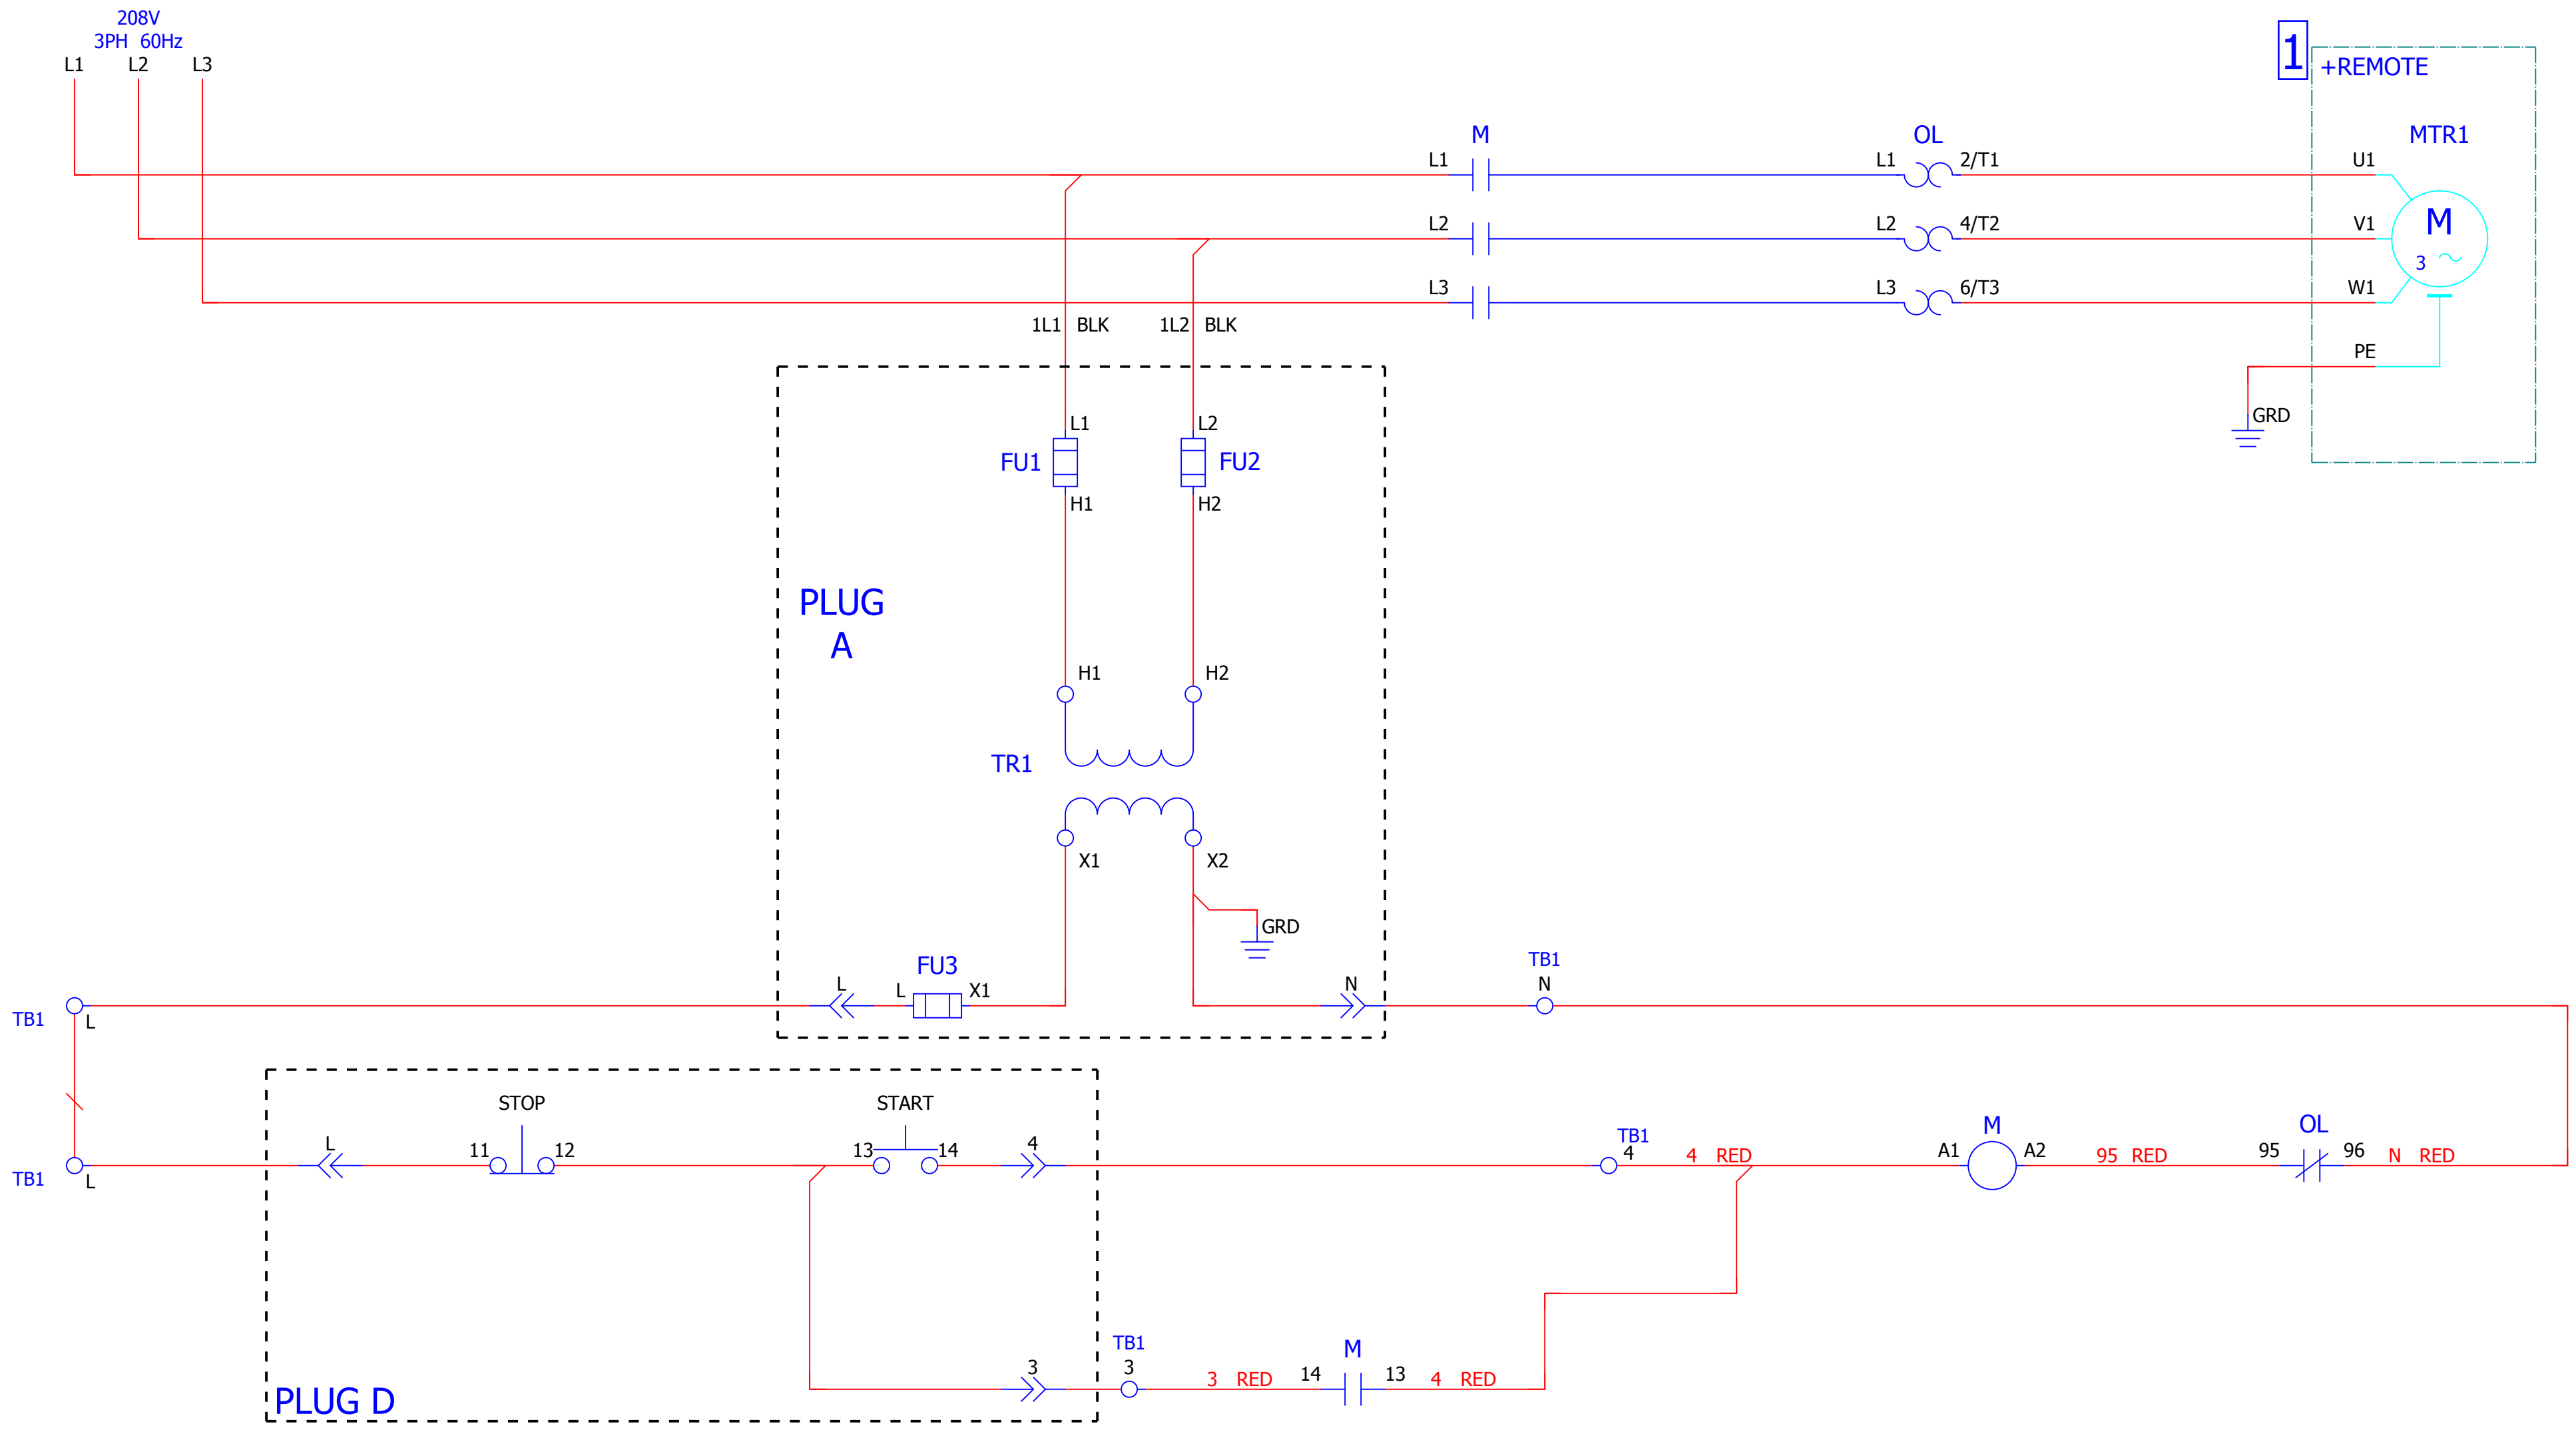 208V
3PH 60Hz
L1 L2 L3
1
+REMOTE
M OL MTR1
L1 L1 2/T1 U1
L2 L2 4/T2 V1
M
3
L3 L3 6/T3 W1
1L1 BLK 1L2 BLK
PE
GRD
L1 L2
FU1 FU2
H1 H2
PLUG
A
H1 H2
TR1
X1 X2
GRD
FU3
L L X1 N
TB1
N
TB1 L
STOP START
L 11 12 13 14 4
TB1
4
4 RED
M
A1 A2
95 RED
OL
95 96
N RED
TB1 L
TB1
3 3
3 RED
M
14 13
4 RED
PLUG D